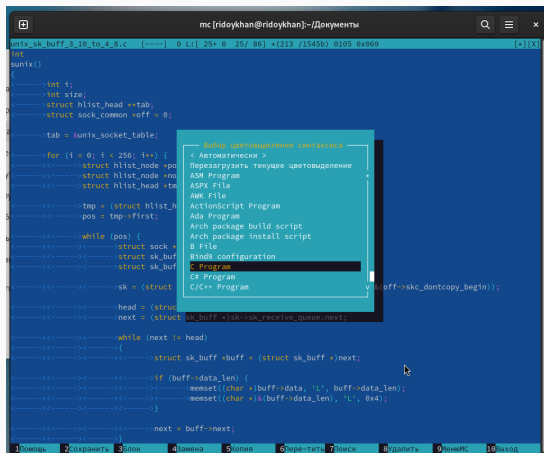 mc [ridoykhan@ridoykhan]:~/Документы
unix_sk_buff_3_10_to_4_8.c [----] 0 L:[ 25+ 0 25/ 86] *(213 /1545b) 0105 0x069 [*][X]
int
sunix()
{
<------>int i;
<------>int size;
<------>struct hlist_head **tab;
<------>struct sock_common *off = 0;
<------>tab = &unix_socket_table;
<------>for (i = 0; i < 256; i++) {
<------><------>struct hlist_node *po
<------><------>struct hlist_node *no
<------><------>struct hlist_head *tm
<------><------>tmp = (struct hlist_h
<------><------>pos = tmp->first;
<------><------>while (pos) {
<------><------><------>struct sock *
<------><------><------>struct sk_buf
<------><------><------>struct sk_buf
<------><------><------>sk = (struct &(off->skc_dontcopy_begin));
<------><------><------>head = (struc
<------><------><------>next = (struct sk_buff *)sk->sk_receive_queue.next;
<------><------><------>while (next != head)
<------><------><------>{
<------><------><------><------>struct sk_buff *buff = (struct sk_buff *)next;
<------><------><------><------>if (buff->data_len) {
<------><------><------><------><------>memset((char *)buff->data, 'L', buff->data_len);
<------><------><------><------><------>memset((char *)&(buff->data_len), 'L', 0x4);
<------><------><------><------>}
<------><------><------><------>next = buff->next;
<------><------><------>}
Выбор цветовыделения синтаксиса
< Автоматически >
Перезагрузить текущее цветовыделение
ASM Program
ASPX File
AWK File
ActionScript Program
Ada Program
Arch package build script
Arch package install script
B File
Bind9 configuration
C Program
C# Program
C/C++ Program
1Помощь 2Сохранить 3Блок 4Замена 5Копия 6Пере~тить 7Поиск 8Удалить 9МенюMC 10Выход